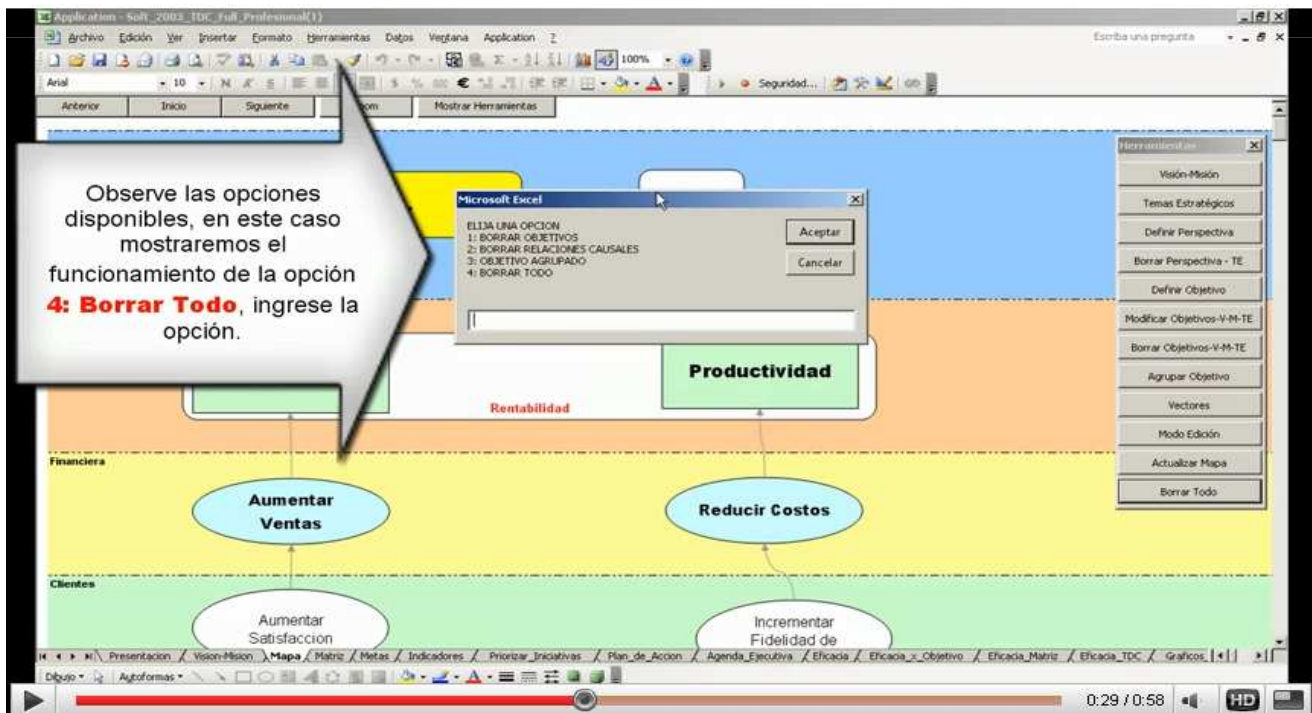 Application - Soft_2003_TDC_Full_Profesional(1)
Archivo Edición Ver Insertar Formato Herramientas Datos Ventana Application ?
Escriba una pregunta
100%
Arial 10 N K S
Seguridad...
Anterior Inicio Siguiente Mostrar Herramientas
Observe las opciones
disponibles, en este caso
mostraremos el
funcionamiento de la opción
4: Borrar Todo, ingrese la
opción.
Microsoft Excel
ELIJA UNA OPCION
1: BORRAR OBJETIVOS
2: BORRAR RELACIONES CAUSALES
3: OBJETIVO AGRUPADO
4: BORRAR TODO
Aceptar
Cancelar
Herramientas
Visión-Misión
Temas Estratégicos
Definir Perspectiva
Borrar Perspectiva - TE
Definir Objetivo
Modificar Objetivos-V-M-TE
Borrar Objetivos-V-M-TE
Agrupar Objetivo
Vectores
Modo Edición
Actualizar Mapa
Borrar Todo
Productividad
Rentabilidad
Financiera
Aumentar
Ventas
Reducir Costos
Clientes
Aumentar
Satisfaccion
Incrementar
Fidelidad de
Presentacion / Vision-Mision / Mapa / Matriz / Metas / Indicadores / Priorizar_Iniciativas / Plan_de_Accion / Agenda_Ejecutiva / Eficacia / Eficacia_x_Objetivo / Eficacia_Matriz / Eficacia_TDC / Graficos
Dibujo Autoformas
0:29 / 0:58 HD